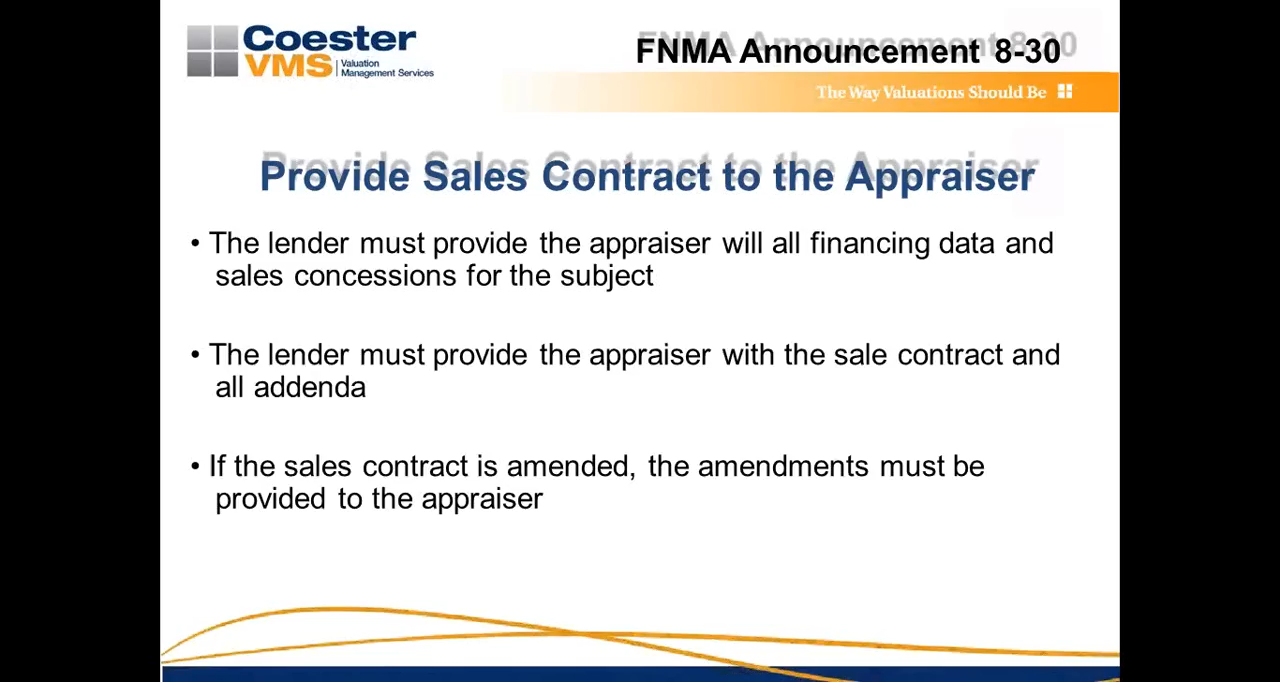 Coester
VMS
Valuation
Management Services
FNMA Announcement 8-30
The Way Valuations Should Be
Provide Sales Contract to the Appraiser
• The lender must provide the appraiser will all financing data and
sales concessions for the subject
• The lender must provide the appraiser with the sale contract and
all addenda
• If the sales contract is amended, the amendments must be
provided to the appraiser